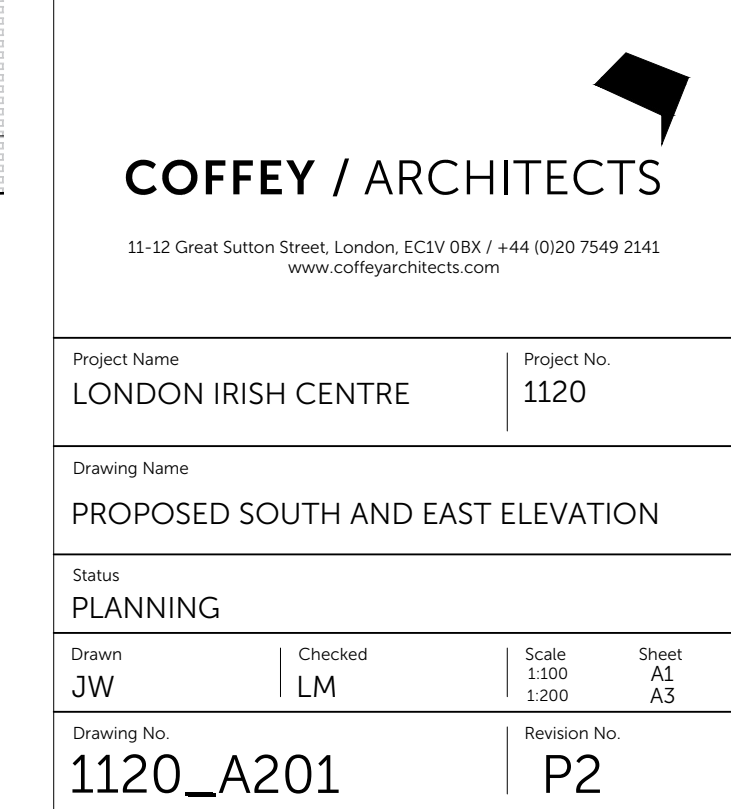 COFFEY / ARCHITECTS
11-12 Great Sutton Street, London, EC1V 0BX / +44 (0)20 7549 2141
www.coffeyarchitects.com
Project Name
LONDON IRISH CENTRE
Project No.
1120
Drawing Name
PROPOSED SOUTH AND EAST ELEVATION
Status
PLANNING
Drawn
JW
Checked
LM
Scale
1:100
1:200
Sheet
A1
A3
Drawing No.
1120_A201
Revision No.
P2